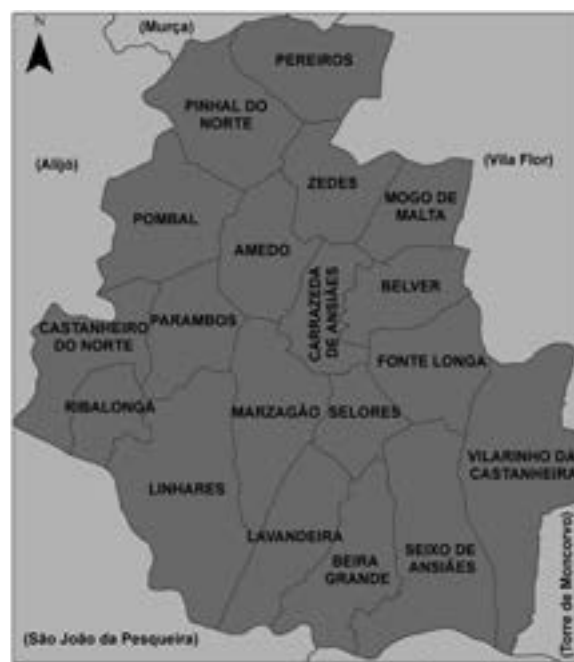 N
(Murça)
PEREIROS
PINHAL DO
NORTE
(Alijó)
(Vila Flor)
ZEDES
MOGO DE
MALTA
POMBAL
AMEDO
BELVER
CARRAZEDA
DE ANSIÃES
CASTANHEIRO
DO NORTE
PARAMBOS
FONTE LONGA
RIBALONGA
MARZAGÃO
SELORES
VILARINHO DA
CASTANHEIRA
LINHARES
LAVANDEIRA
BEIRA
GRANDE
SEIXO DE
ANSIÃES
(Torre de Moncorvo)
(São João da Pesqueira)